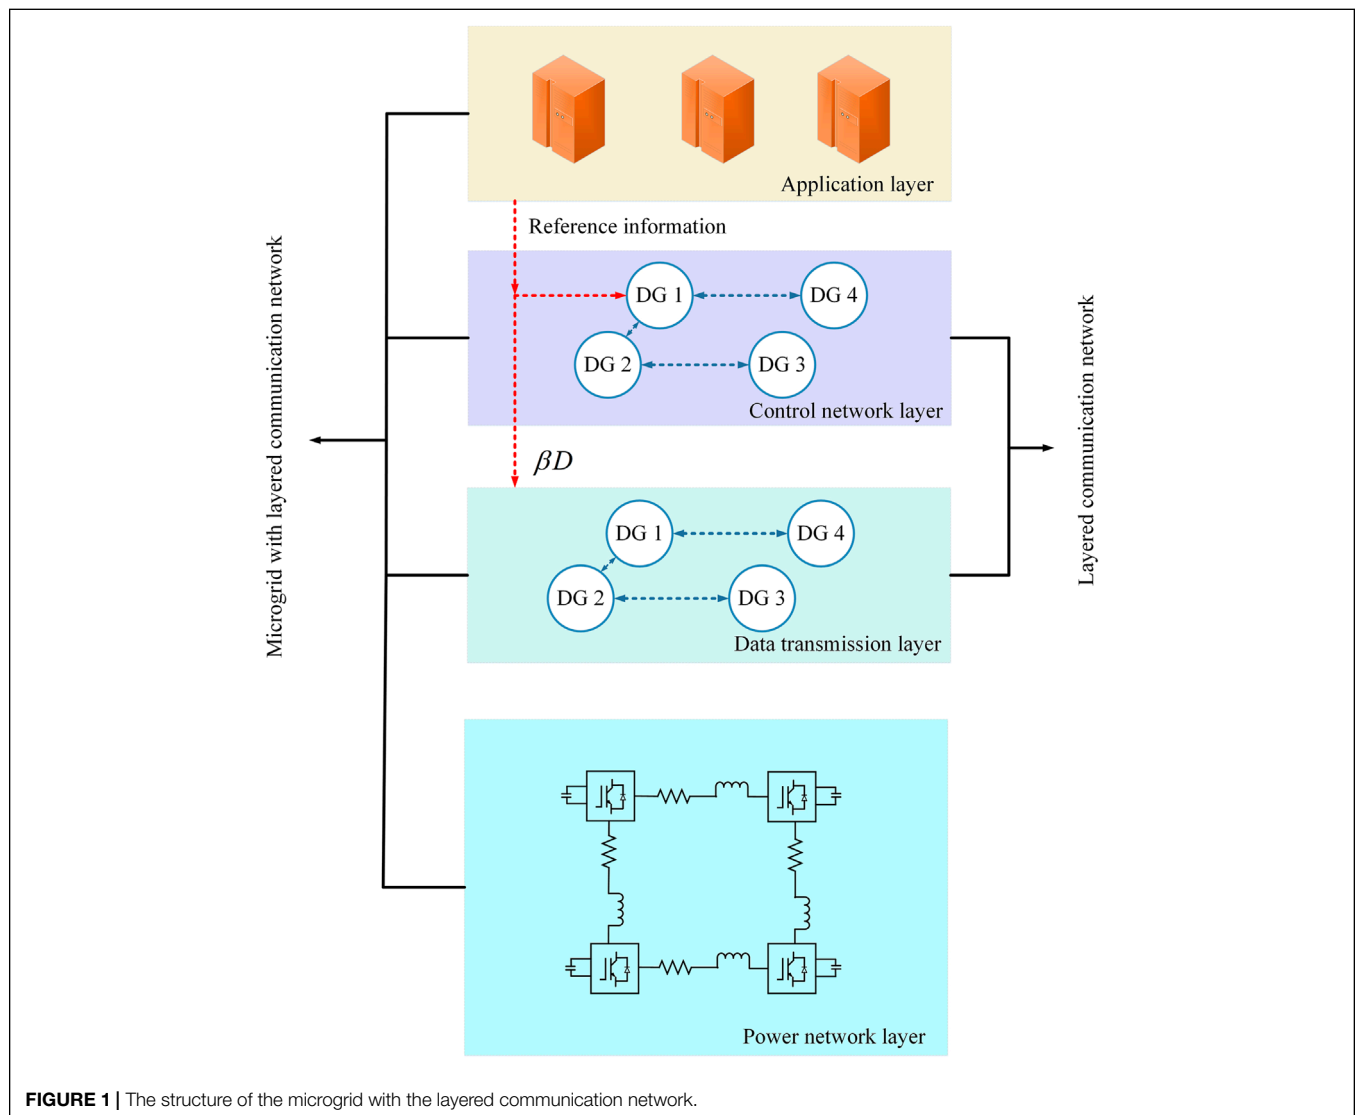 Application layer
Reference information
DG 1
DG 4
DG 2
DG 3
Control network layer
βD
DG 1
DG 4
DG 2
DG 3
Data transmission layer
Power network layer
Microgrid with layered communication network
Layered communication network
FIGURE 1 | The structure of the microgrid with the layered communication network.